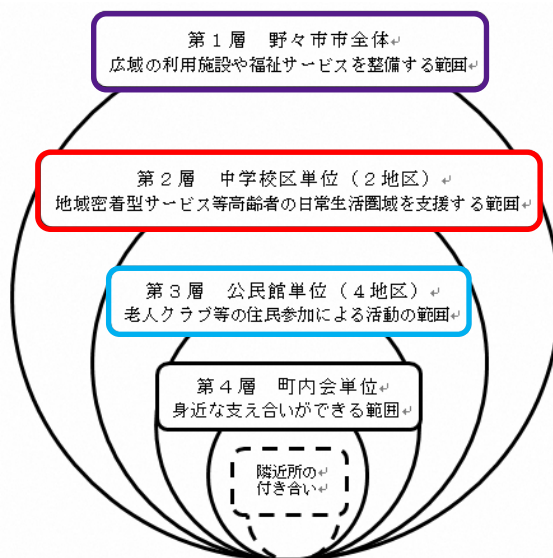 第１層　野々市市全体↵
広域の利用施設や福祉サービスを整備する範囲
第２層　中学校区単位（２地区）↵
地域密着型サービス等高齢者の日常生活圏域を支援する範囲↵
第３層　公民館単位（４地区）↵
老人クラブ等の住民参加による活動の範囲↵
第４層　町内会単位↵
身近な支え合いができる範囲↵
隣近所の↵
付き合い↵